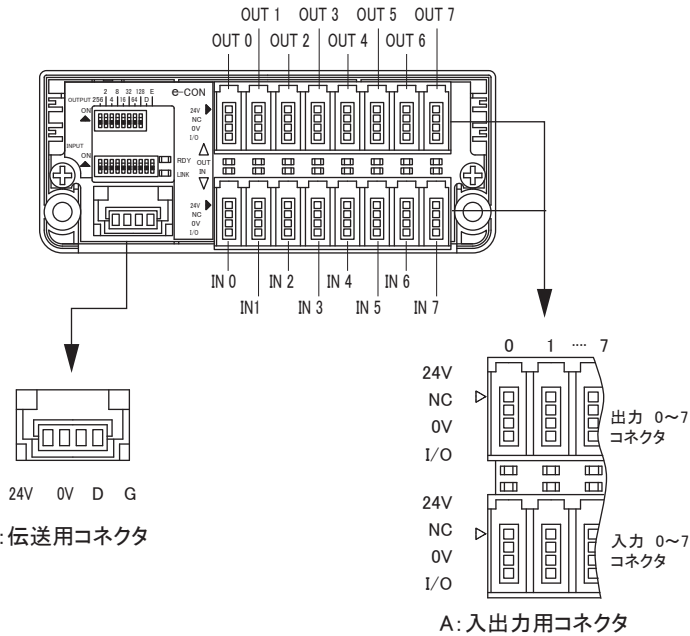 OUT 1 OUT 3 OUT 5 OUT 7
OUT 0 OUT 2 OUT 4 OUT 6
2 8 32 128 E
OUTPUT 256 4 16 64 D
ON
INPUT
ON
e-CON
24V
NC
0V
I/O
RDY
LINK
OUT
IN
24V
NC
0V
I/O
IN 0 IN 2 IN 4 IN 6
IN1 IN 3 IN 5 IN 7
24V 0V D G
:伝送用コネクタ
0 1 ‥‥ 7
24V
NC
0V
I/O
出力 0～7
コネクタ
24V
NC
0V
I/O
入力 0～7
コネクタ
A:入出力用コネクタ